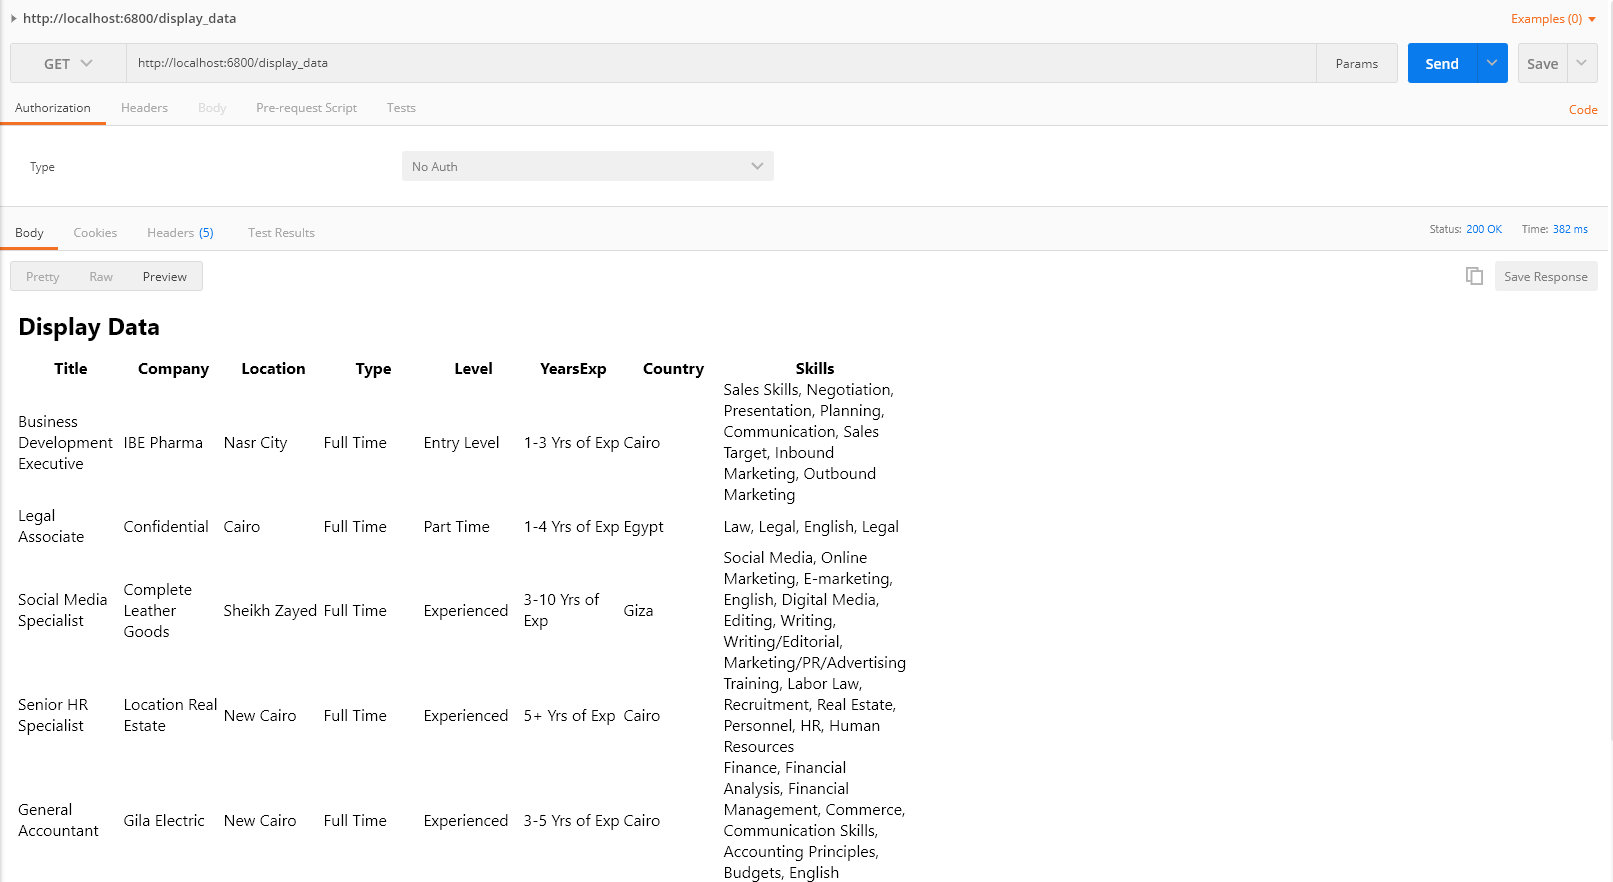 http://localhost:6800/display_data
Examples (0)
GET
http://localhost:6800/display_data
Params
Send
Save
Authorization
Headers
Body
Pre-request Script
Tests
Code
Type
No Auth
Body
Cookies
Headers (5)
Test Results
Status: 200 OK
Time: 382 ms
Pretty
Raw
Preview
Save Response
Display Data
Title Company Location Type Level YearsExp Country Skills
Business
Development
Executive
IBE Pharma
Nasr City
Full Time
Entry Level
1-3 Yrs of Exp
Cairo
Sales Skills, Negotiation,
Presentation, Planning,
Communication, Sales
Target, Inbound
Marketing, Outbound
Marketing
Legal
Associate
Confidential
Cairo
Full Time
Part Time
1-4 Yrs of Exp
Egypt
Law, Legal, English, Legal
Social Media
Specialist
Complete
Leather
Goods
Sheikh Zayed
Full Time
Experienced
3-10 Yrs of
Exp
Giza
Social Media, Online
Marketing, E-marketing,
English, Digital Media,
Editing, Writing,
Writing/Editorial,
Marketing/PR/Advertising
Senior HR
Specialist
Location Real
Estate
New Cairo
Full Time
Experienced
5+ Yrs of Exp
Cairo
Training, Labor Law,
Recruitment, Real Estate,
Personnel, HR, Human
Resources
General
Accountant
Gila Electric
New Cairo
Full Time
Experienced
3-5 Yrs of Exp
Cairo
Finance, Financial
Analysis, Financial
Management, Commerce,
Communication Skills,
Accounting Principles,
Budgets, English